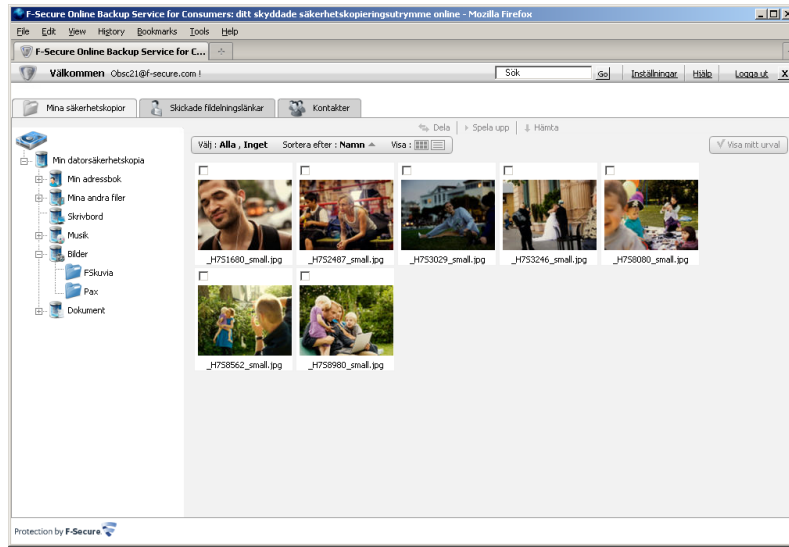 F-Secure Online Backup Service for Consumers: ditt skyddade säkerhetskopieringsutrymme online - Mozilla Firefox
File Edit View History Bookmarks Tools Help
F-Secure Online Backup Service for C...
Välkommen Obsc21@f-secure.com !
Sök Go Inställningar Hjälp Logga ut X
Mina säkerhetskopior Skickade fildelningslänkar Kontakter
Dela Spela upp Hämta
Välj : Alla , Inget Sortera efter : Namn Visa : Visa mitt urval
Min datorsäkerhetskopia
Min adressbok
Mina andra filer
Skrivbord
Musik
Bilder
FSkuvia
Pax
Dokument
_H7S1680_small.jpg _H7S2487_small.jpg _H7S3029_small.jpg _H7S3246_small.jpg _H7S8080_small.jpg
_H7S8562_small.jpg _H7S8980_small.jpg
Protection by F-Secure.